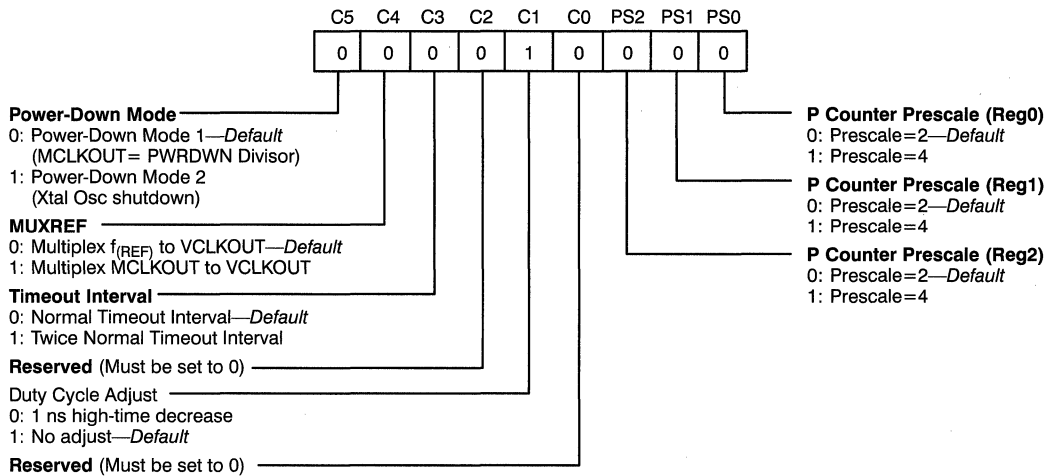 C5 C4 C3 C2 C1 C0 PS2 PS1 PS0
0 0 0 0 1 0 0 0 0
Power-Down Mode
0: Power-Down Mode 1—Default
(MCLKOUT= PWRDWN Divisor)
1: Power-Down Mode 2
(Xtal Osc shutdown)
MUXREF
0: Multiplex f(REF) to VCLKOUT—Default
1: Multiplex MCLKOUT to VCLKOUT
Timeout Interval
0: Normal Timeout Interval—Default
1: Twice Normal Timeout Interval
Reserved (Must be set to 0)
Duty Cycle Adjust
0: 1 ns high-time decrease
1: No adjust—Default
Reserved (Must be set to 0)
P Counter Prescale (Reg0)
0: Prescale=2—Default
1: Prescale=4
P Counter Prescale (Reg1)
0: Prescale=2—Default
1: Prescale=4
P Counter Prescale (Reg2)
0: Prescale=2—Default
1: Prescale=4